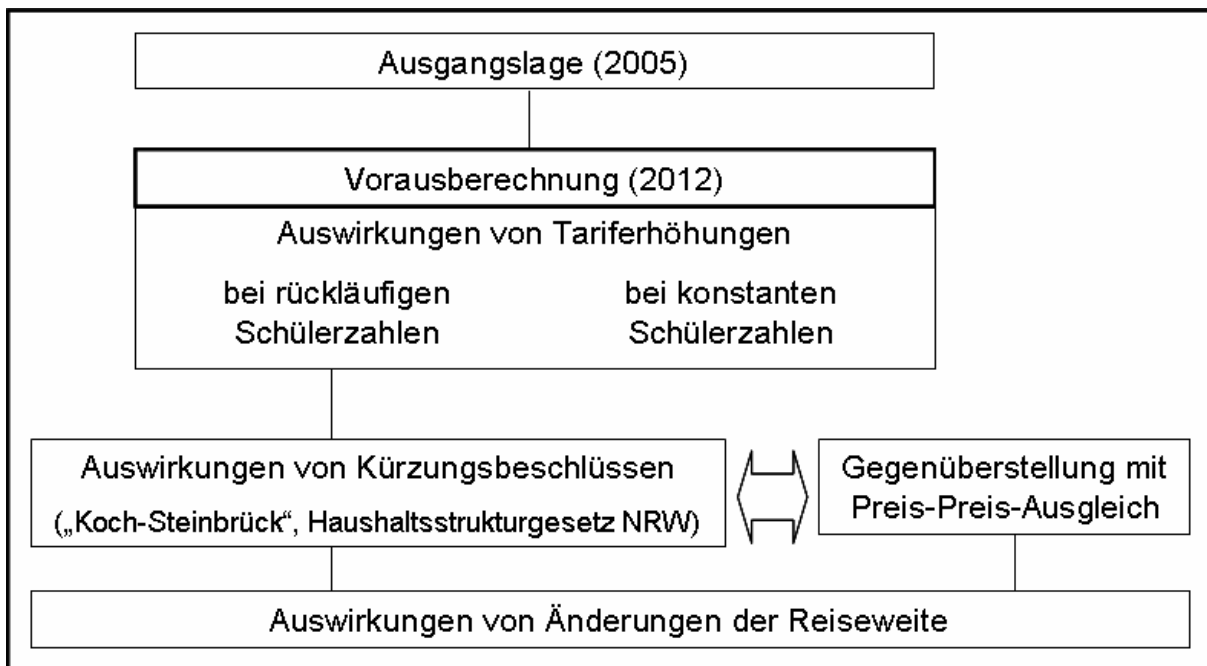 Ausgangslage (2005)
Vorausberechnung (2012)
Auswirkungen von Tariferhöhungen
bei rückläufigen
Schülerzahlen
bei konstanten
Schülerzahlen
Auswirkungen von Kürzungsbeschlüssen
(„Koch-Steinbrück“, Haushaltsstrukturgesetz NRW)
Gegenüberstellung mit
Preis-Preis-Ausgleich
Auswirkungen von Änderungen der Reiseweite